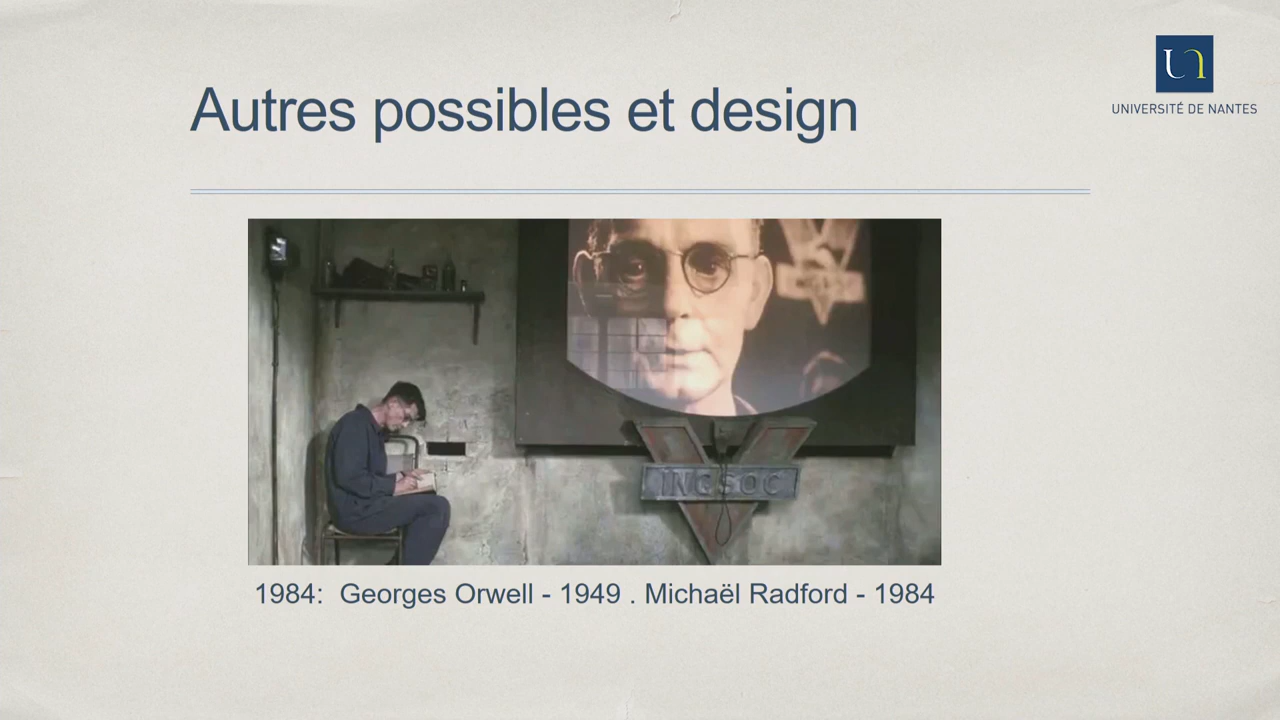 UNIVERSITÉ DE NANTES
Autres possibles et design
INGSOC
1984:  Georges Orwell - 1949 . Michaël Radford - 1984